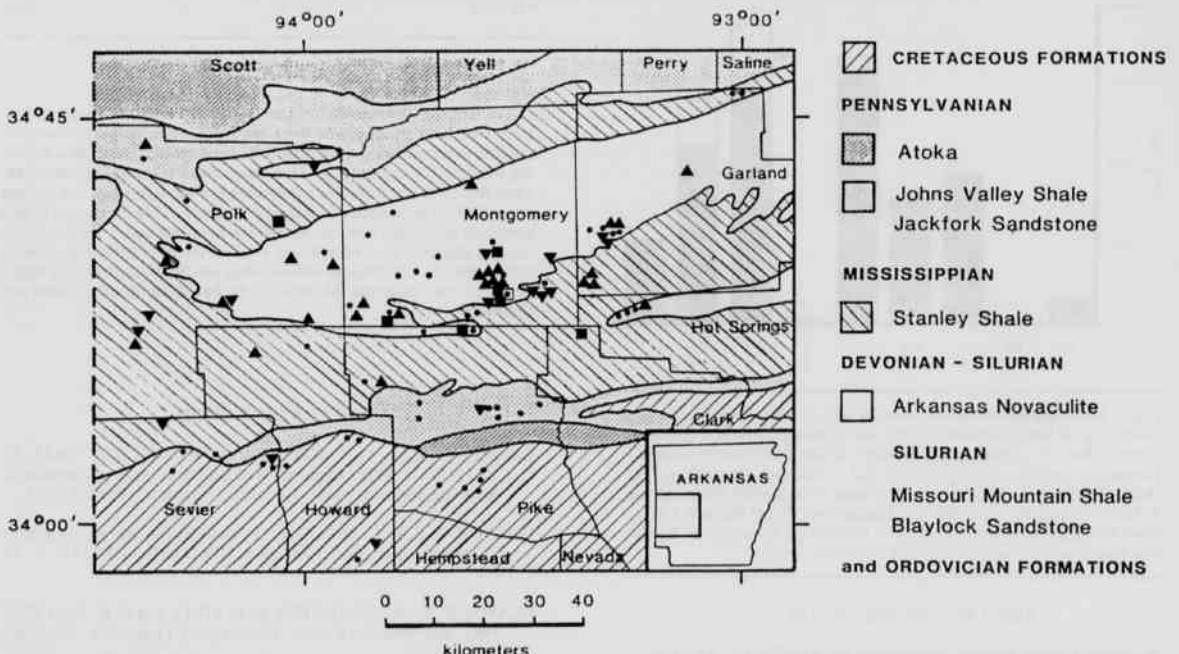 94°00′ 93°00′
Scott Yell Perry Saline
34°45′
Garland
Polk Montgomery
Hot Springs
Clark
Sevier Howard Pike
34°00′
Hempstead Nevada
ARKANSAS
0 10 20 30 40
kilometers
CRETACEOUS FORMATIONS
PENNSYLVANIAN
Atoka
Johns Valley Shale
Jackfork Sandstone
MISSISSIPPIAN
Stanley Shale
DEVONIAN - SILURIAN
Arkansas Novaculite
SILURIAN
Missouri Mountain Shale
Blaylock Sandstone
and ORDOVICIAN FORMATIONS